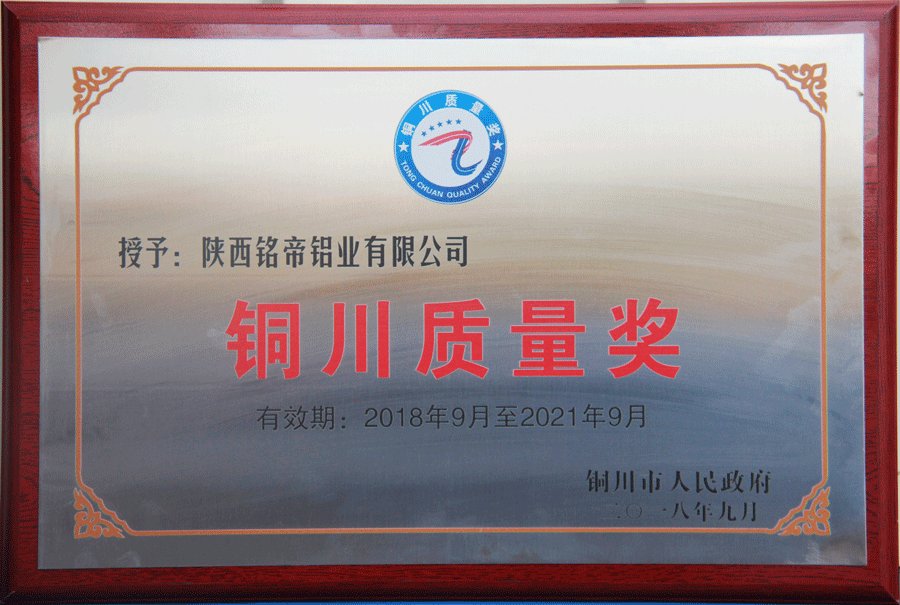 铜川质量奖
TONG CHUAN QUALITY AWARD
授予：陕西铭帝铝业有限公司
铜川质量奖
有效期：2018年9月至2021年9月
铜川市人民政府
二〇一八年九月